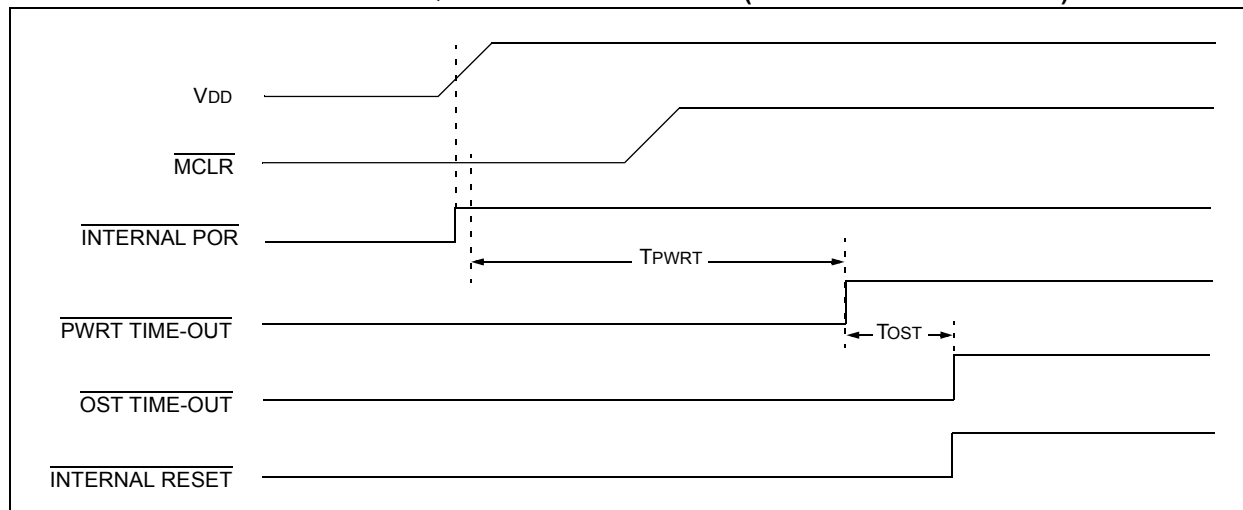 VDD
MCLR
INTERNAL POR
TPWRT
PWRT TIME-OUT
TOST
OST TIME-OUT
INTERNAL RESET